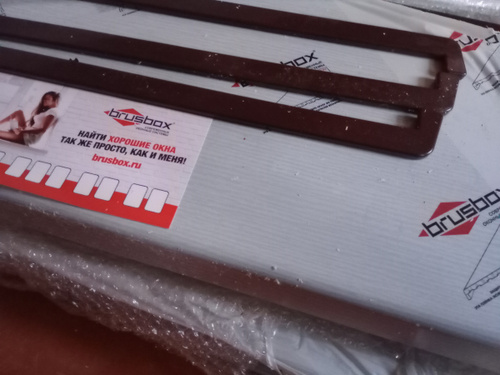 brusbox
brusbox
НАЙТИ ХОРОШИЕ ОКНА
ТАК ЖЕ ПРОСТО, КАК И МЕНЯ!
brusbox.ru
brusbox